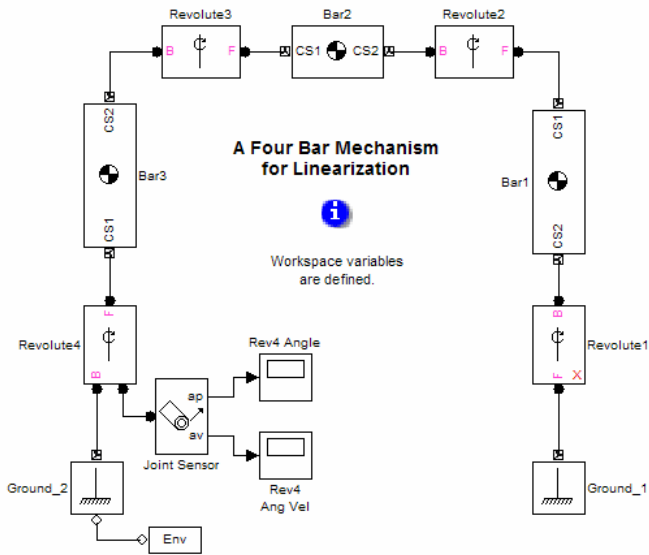 Revolute3
Bar2
Revolute2
B
F
CS1
CS2
B
F
CS2
Bar3
CS1
A Four Bar Mechanism
for Linearization
i
Workspace variables
are defined.
CS1
Bar1
CS2
F
Revolute4
B
B
Revolute1
F
X
Rev4 Angle
ap
av
Joint Sensor
Rev4
Ang Vel
Ground_2
Env
Ground_1